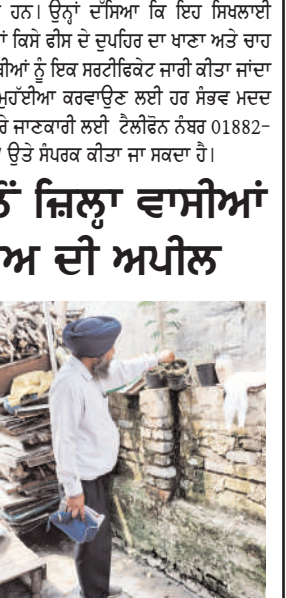 ਹਨ। ਉਨ੍ਹਾਂ ਦੱਸਿਆ ਕਿ ਇਹ ਸਿਖਲਾਈ
ਕਿਸੇ ਫੀਸ ਦੇ ਦੁਪਹਿਰ ਦਾ ਖਾਣਾ ਅਤੇ ਚਾਹ
ਨੂੰ ਇਕ ਸਰਟੀਫਿਕੇਟ ਜਾਰੀ ਕੀਤਾ ਜਾਂਦਾ
ਮੁਹੱਈਆ ਕਰਵਾਉਣ ਲਈ ਹਰ ਸੰਭਵ ਮਦਦ
ਜਾਣਕਾਰੀ ਲਈ ਟੈਲੀਫੋਨ ਨੰਬਰ 01882-
ਉਤੇ ਸੰਪਰਕ ਕੀਤਾ ਜਾ ਸਕਦਾ ਹੈ।
ਜ਼ਿਲ੍ਹਾ ਵਾਸੀਆਂ
ਦੀ ਅਪੀਲ